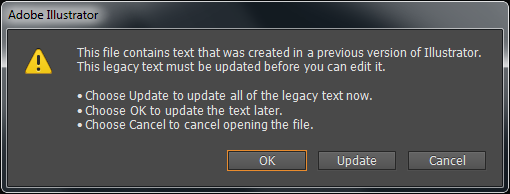 Adobe Illustrator
This file contains text that was created in a previous version of Illustrator.
This legacy text must be updated before you can edit it.
• Choose Update to update all of the legacy text now.
• Choose OK to update the text later.
• Choose Cancel to cancel opening the file.
OK Update Cancel